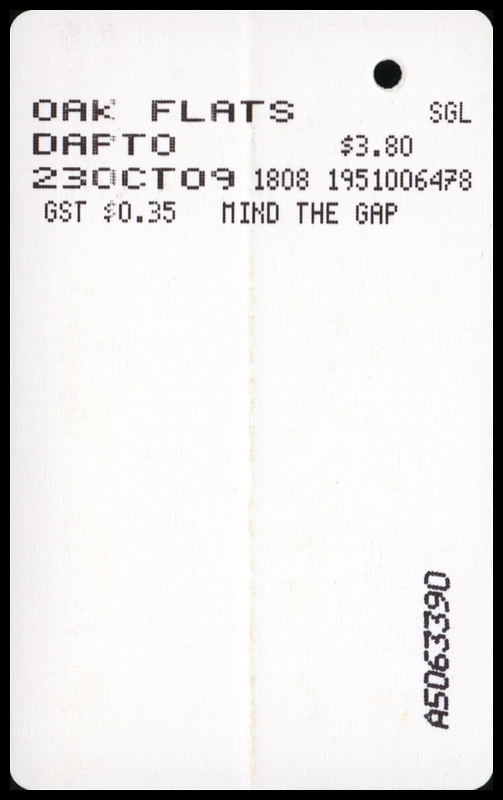 OAK FLATS SGL
DAPTO $3.80
23OCT09 1808 1951006478
GST $0.35 MIND THE GAP
A5063390